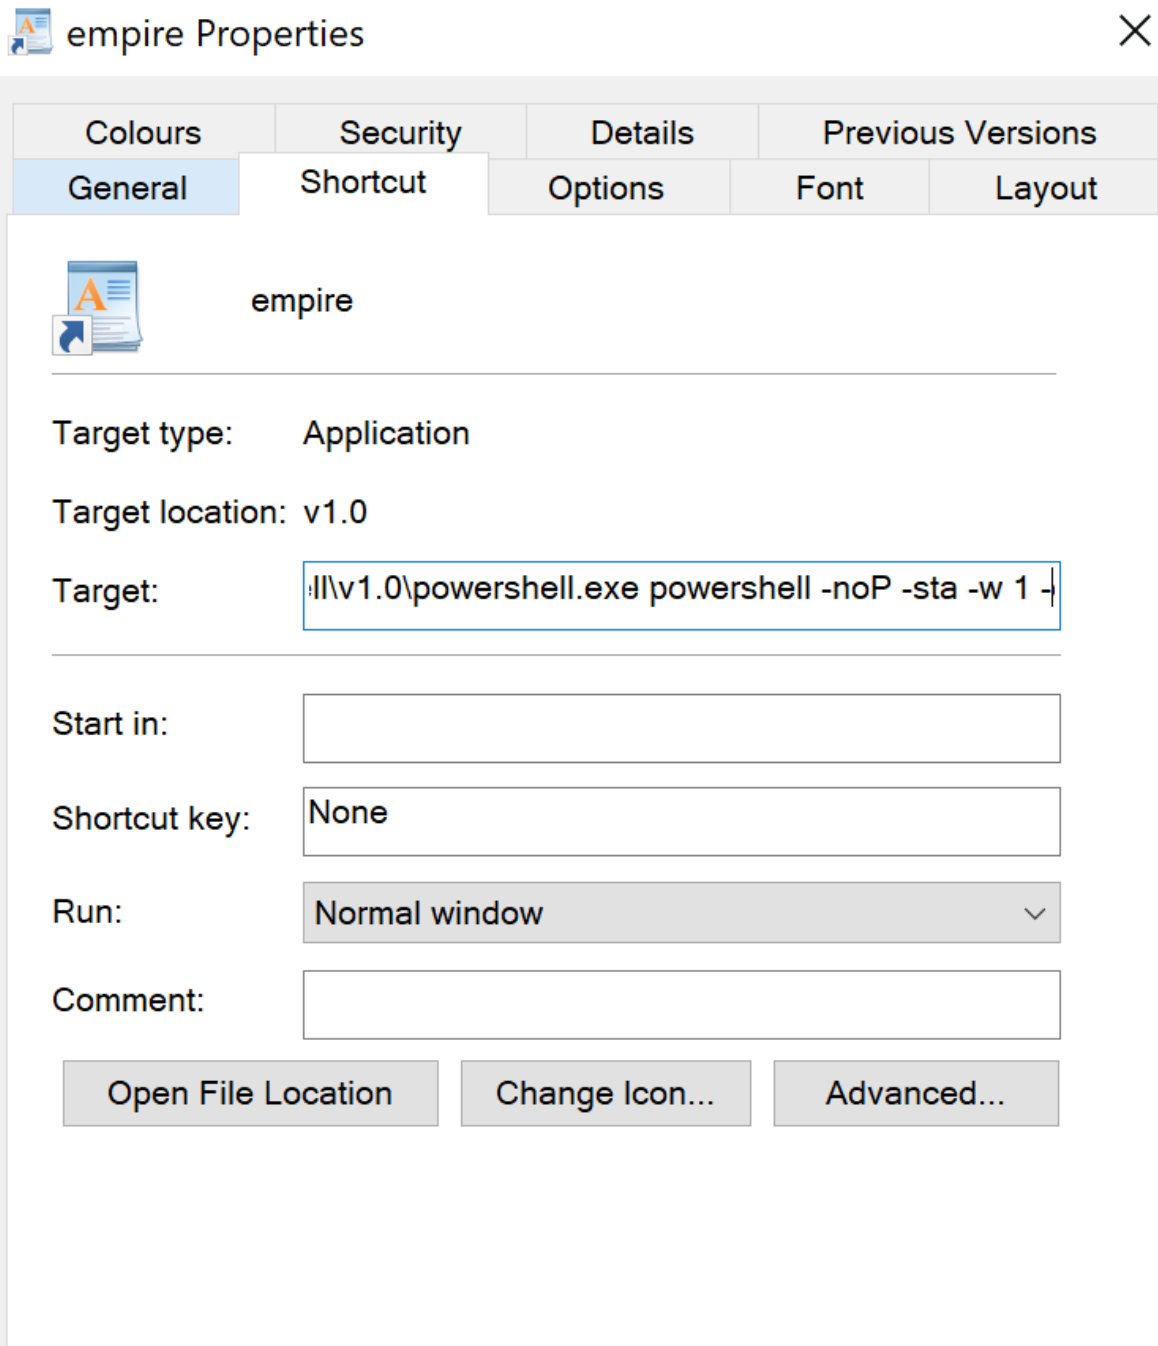 empire Properties
Colours Security Details Previous Versions
General Shortcut Options Font Layout
empire
Target type: Application
Target location: v1.0
Target: ll\v1.0\powershell.exe powershell -noP -sta -w 1 -
Start in:
Shortcut key: None
Run: Normal window
Comment:
Open File Location Change Icon... Advanced...